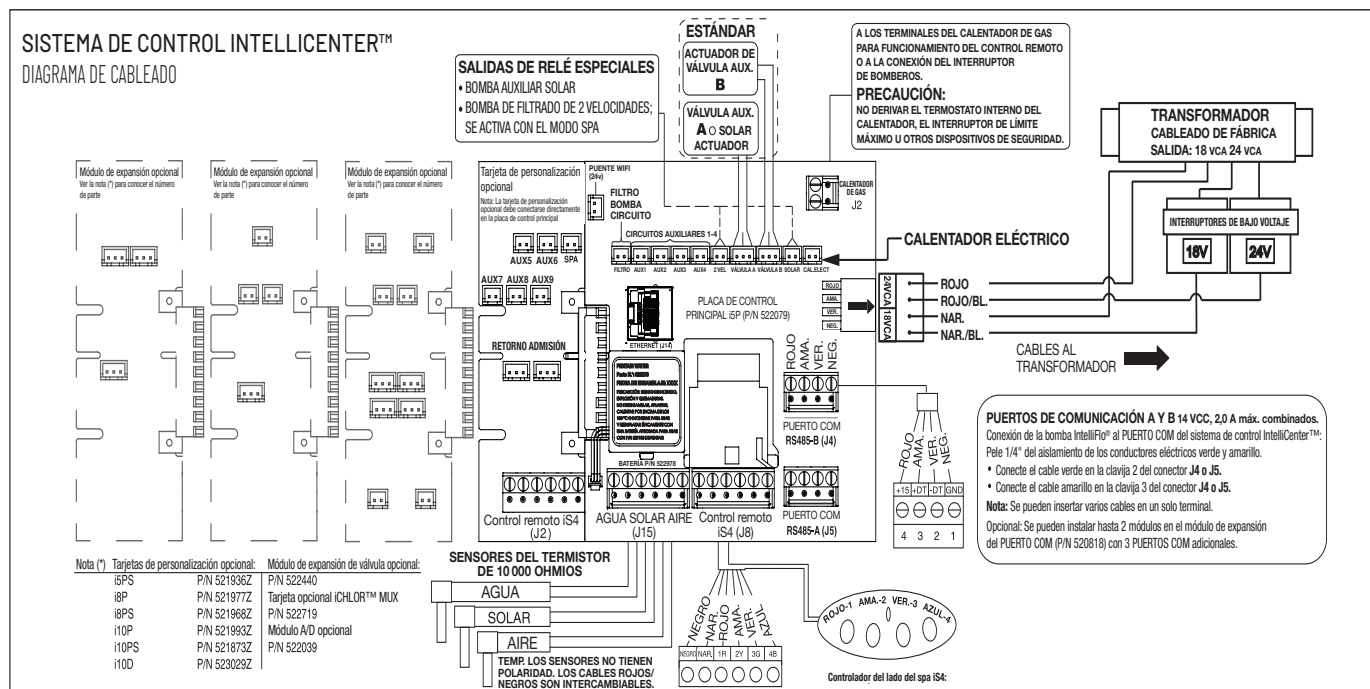 SISTEMA DE CONTROL INTELLICENTER™
DIAGRAMA DE CABLEADO
SALIDAS DE RELÉ ESPECIALES
• BOMBA AUXILIAR SOLAR
• BOMBA DE FILTRADO DE 2 VELOCIDADES;
SE ACTIVA CON EL MODO SPA
ESTÁNDAR
ACTUADOR DE
VÁLVULA AUX.
B
VÁLVULA AUX.
A O SOLAR
ACTUADOR
A LOS TERMINALES DEL CALENTADOR DE GAS
PARA FUNCIONAMIENTO DEL CONTROL REMOTO
O A LA CONEXIÓN DEL INTERRUPTOR
DE BOMBEROS.
PRECAUCIÓN:
NO DERIVAR EL TERMOSTATO INTERNO DEL
CALENTADOR, EL INTERRUPTOR DE LÍMITE
MÁXIMO U OTROS DISPOSITIVOS DE SEGURIDAD.
TRANSFORMADOR
CABLEADO DE FÁBRICA
SALIDA: 18 VCA 24 VCA
INTERRUPTORES DE BAJO VOLTAJE
18V
24V
Módulo de expansión opcional
Ver la nota (*) para conocer el número
de parte
Módulo de expansión opcional
Ver la nota (*) para conocer el número
de parte
Módulo de expansión opcional
Ver la nota (*) para conocer el número
de parte
Tarjeta de personalización
opcional
Nota: La tarjeta de personalización
opcional debe conectarse directamente
en la placa de control principal
AUX5 AUX6 SPA
AUX7 AUX8 AUX9
RETORNO ADMISIÓN
PUENTE WIFI
(24v)
FILTRO
BOMBA
CIRCUITO
CIRCUITOS AUXILIARES 1-4
FILTRO AUX1 AUX2 AUX3 AUX4 2 VEL VÁLVULA A VÁLVULA B SOLAR CAL.ELECT
CALENTADOR
DE GAS
J2
CALENTADOR ELÉCTRICO
PLACA DE CONTROL
PRINCIPAL i5P (P/N 522079)
ETHERNET (J14)
ROJO
AMA.
VER.
NEG.
24VCA 18VCA
ROJO
ROJO/BL.
NAR.
NAR./BL.
CABLES AL
TRANSFORMADOR
BATERÍA P/N 522978
ROJO
AMA.
VER.
NEG.
PUERTO COM
RS485-B (J4)
PUERTO COM
RS485-A (J5)
ROJO
AMA.
VER.
NEG.
+15 +DT -DT GND
4 3 2 1
PUERTOS DE COMUNICACIÓN A Y B 14 VCC, 2,0 A máx. combinados.
Conexión de la bomba IntelliFlo® al PUERTO COM del sistema de control IntelliCenter™:
Pele 1/4" del aislamiento de los conductores eléctricos verde y amarillo.
• Conecte el cable verde en la clavija 2 del conector J4 o J5.
• Conecte el cable amarillo en la clavija 3 del conector J4 o J5.
Nota: Se pueden insertar varios cables en un solo terminal.
Opcional: Se pueden instalar hasta 2 módulos en el módulo de expansión
del PUERTO COM (P/N 520818) con 3 PUERTOS COM adicionales.
Control remoto iS4
(J2)
AGUA SOLAR AIRE
(J15)
Control remoto
iS4 (J8)
SENSORES DEL TERMISTOR
DE 10 000 OHMIOS
AGUA
SOLAR
AIRE
TEMP. LOS SENSORES NO TIENEN
POLARIDAD. LOS CABLES ROJOS/
NEGROS SON INTERCAMBIABLES.
NEGRO
NAR.
ROJO
AMA.
VER.
AZUL
NEGRO NAR. 1R 2Y 3G 4B
ROJO-1 AMA.-2 VER.-3 AZUL-4
Controlador del lado del spa iS4:
Nota (*) Tarjetas de personalización opcional: Módulo de expansión de válvula opcional:
i5PS P/N 521936Z P/N 522440
i8P P/N 521977Z Tarjeta opcional iCHLOR™ MUX
i8PS P/N 521968Z P/N 522719
i10P P/N 521993Z Módulo A/D opcional
i10PS P/N 521873Z P/N 522039
i10D P/N 523029Z